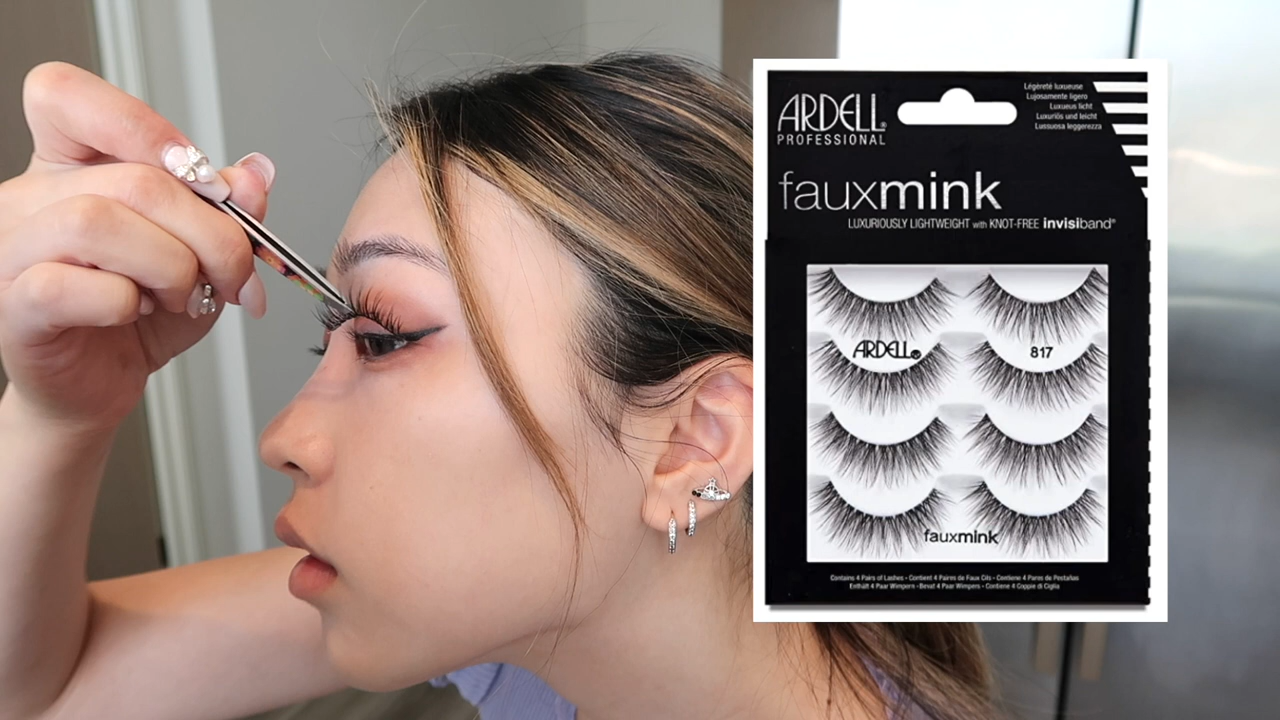 ARDELL®
PROFESSIONAL
Légèreté luxueuse
Lujosamente ligero
Luxueus licht
Luxuriös und leicht
Lussuosa leggerezza
fauxmink
LUXURIOUSLY LIGHTWEIGHT with KNOT-FREE invisiband®
ARDELL
817
fauxmink
Contains 4 Pairs of Lashes • Contient 4 Paires de Faux Cils • Contiene 4 Pares de Pestañas
Enthält 4 Paar Wimpern • Bevat 4 Paar Wimpers • Contiene 4 Coppie di Ciglia